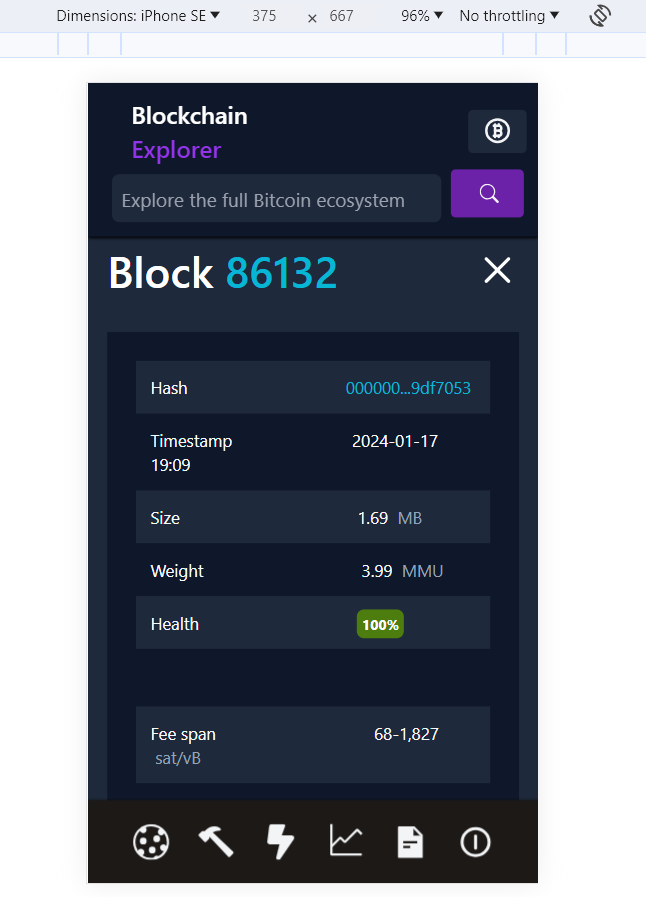 Dimensions: iPhone SE ▼ 375 × 667 96% ▼ No throttling ▼
Blockchain
Explorer
Explore the full Bitcoin ecosystem
Block 86132
Hash 000000...9df7053
Timestamp 2024-01-17
19:09
Size 1.69 MB
Weight 3.99 MMU
Health 100%
Fee span 68-1,827
sat/vB